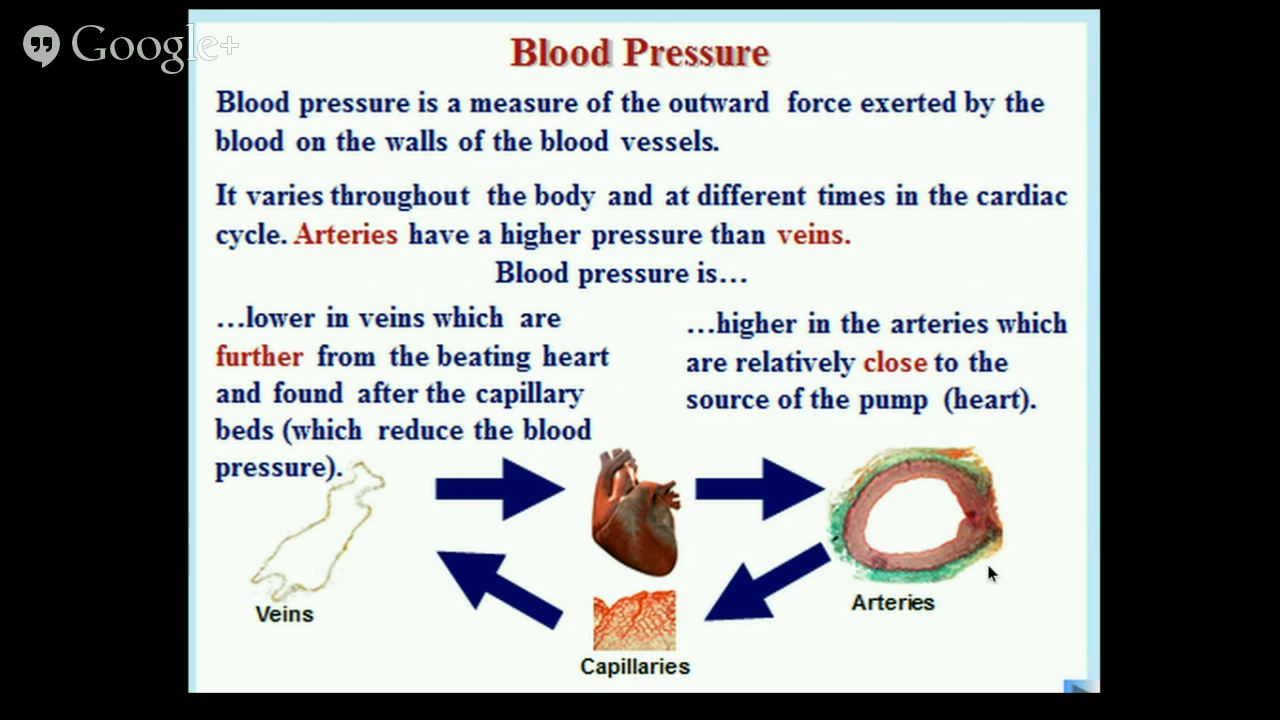 Google+
Blood Pressure
Blood pressure is a measure of the outward force exerted by the
blood on the walls of the blood vessels.
It varies throughout the body and at different times in the cardiac
cycle. Arteries have a higher pressure than veins.
Blood pressure is…
…lower in veins which are
further from the beating heart
and found after the capillary
beds (which reduce the blood
pressure).
…higher in the arteries which
are relatively close to the
source of the pump (heart).
Veins
Arteries
Capillaries